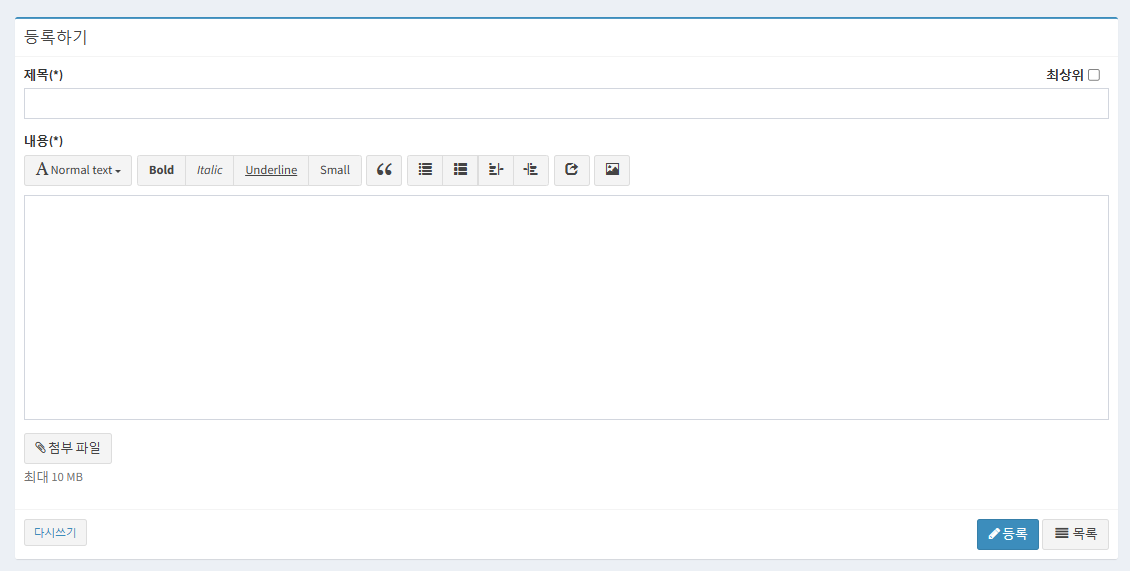 등록하기
제목(*) 최상위
내용(*)
A Normal text Bold Italic Underline Small
첨부 파일
최대 10 MB
다시쓰기 등록 목록